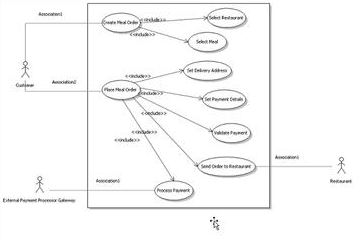 Association1
Create Meal Order
<<include>>
Select Restaurant
<<include>>
Select Meal
Customer
Association2
Place Meal Order
<<include>>
Set Delivery Address
<<include>>
Set Payment Details
<<include>>
Validate Payment
<<include>>
Send Order to Restaurant
Association1
Restaurant
Association1
Process Payment
External Payment Processor Gateway